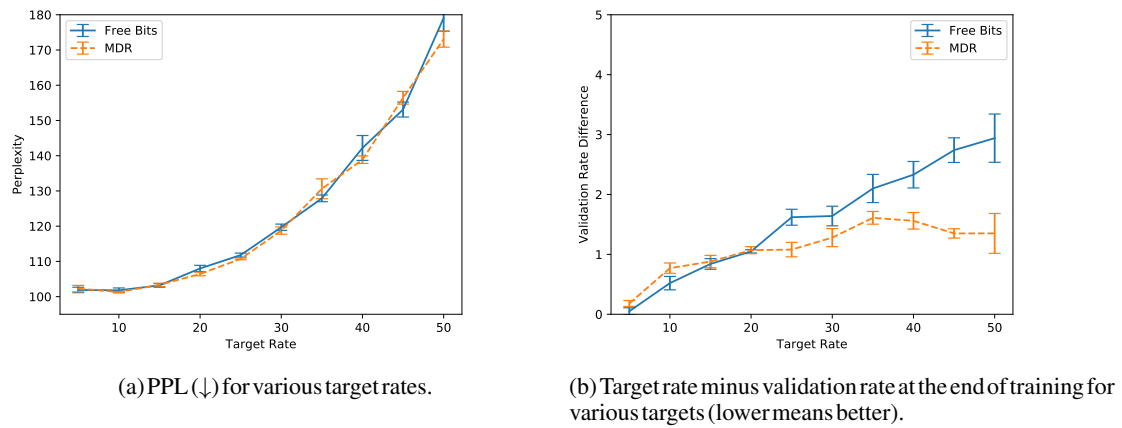 180
170
160
150
140
130
120
110
100
Perplexity
Free Bits
MDR
10
20
30
40
50
Target Rate
(a) PPL (↓) for various target rates.
5
4
3
2
1
0
Validation Rate Difference
Free Bits
MDR
10
20
30
40
50
Target Rate
(b) Target rate minus validation rate at the end of training for
various targets (lower means better).